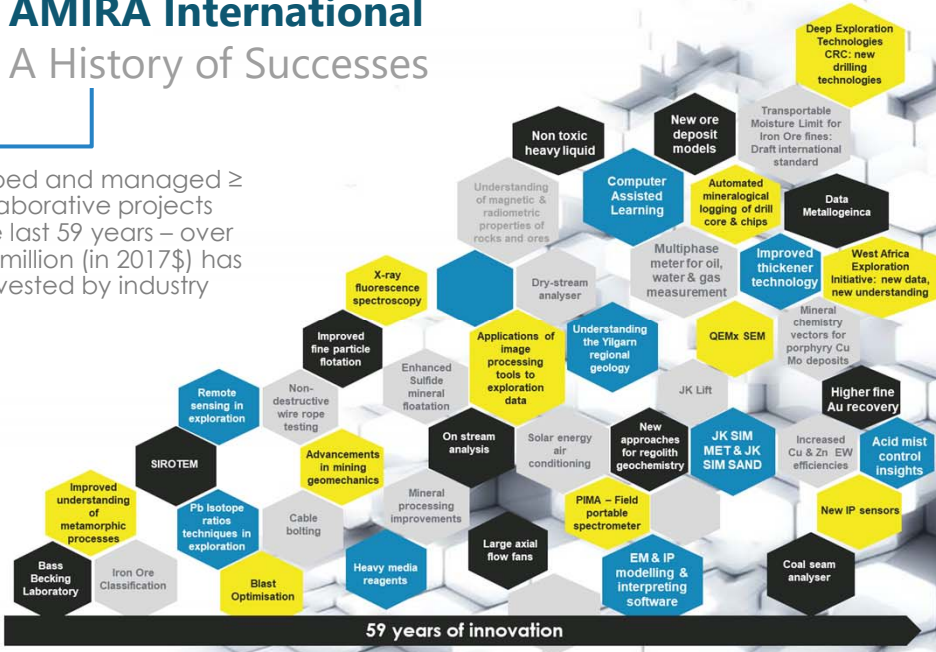 AMIRA International
A History of Successes
ped and managed ≥
laborative projects
e last 59 years – over
million (in 2017$) has
vested by industry
Deep Exploration
Technologies
CRC: new
drilling
technologies
Non toxic
heavy liquid
New ore
deposit
models
Transportable
Moisture Limit for
Iron Ore fines:
Draft international
standard
Understanding
of magnetic &
radiometric
properties of
rocks and ores
Computer
Assisted
Learning
Automated
mineralogical
logging of drill
core & chips
Data
Metallogeinca
X-ray
fluorescence
spectroscopy
Dry-stream
analyser
Multiphase
meter for oil,
water & gas
measurement
Improved
thickener
technology
West Africa
Exploration
Initiative: new data,
new understanding
Improved
fine particle
flotation
Applications of
image
processing
tools to
exploration
data
Understanding
the Yilgarn
regional
geology
QEMx SEM
Mineral
chemistry
vectors for
porphyry Cu
Mo deposits
Remote
sensing in
exploration
Non-
destructive
wire rope
testing
Enhanced
Sulfide
mineral
floatation
JK Lift
Higher fine
Au recovery
SIROTEM
Advancements
in mining
geomechanics
On stream
analysis
Solar energy
air
conditioning
New
approaches
for regolith
geochemistry
JK SIM
MET & JK
SIM SAND
Increased
Cu & Zn EW
efficiencies
Acid mist
control
insights
Improved
understanding
of
metamorphic
processes
Pb Isotope
ratios
techniques in
exploration
Cable
bolting
Mineral
processing
improvements
PIMA – Field
portable
spectrometer
New IP sensors
Bass
Becking
Laboratory
Iron Ore
Classification
Blast
Optimisation
Heavy media
reagents
Large axial
flow fans
EM & IP
modelling &
interpreting
software
Coal seam
analyser
59 years of innovation